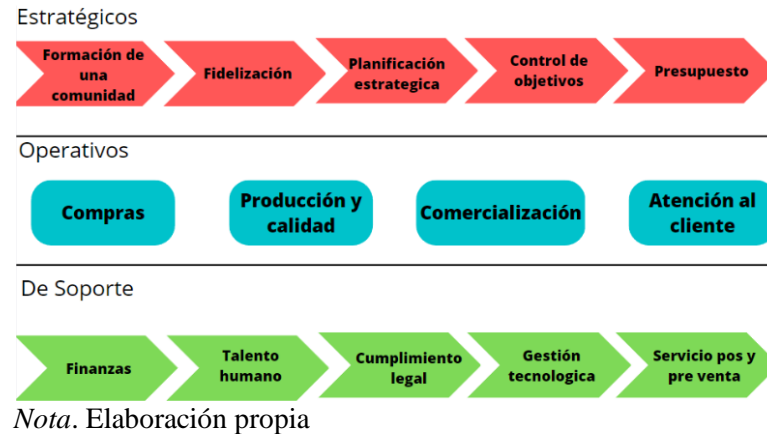 Estratégicos
Formación de
una
comunidad
Fidelización
Planificación
estrategica
Control de
objetivos
Presupuesto
Operativos
Compras
Producción y
calidad
Comercialización
Atención al
cliente
De Soporte
Finanzas
Talento
humano
Cumplimiento
legal
Gestión
tecnologica
Servicio pos y
pre venta
Nota. Elaboración propia